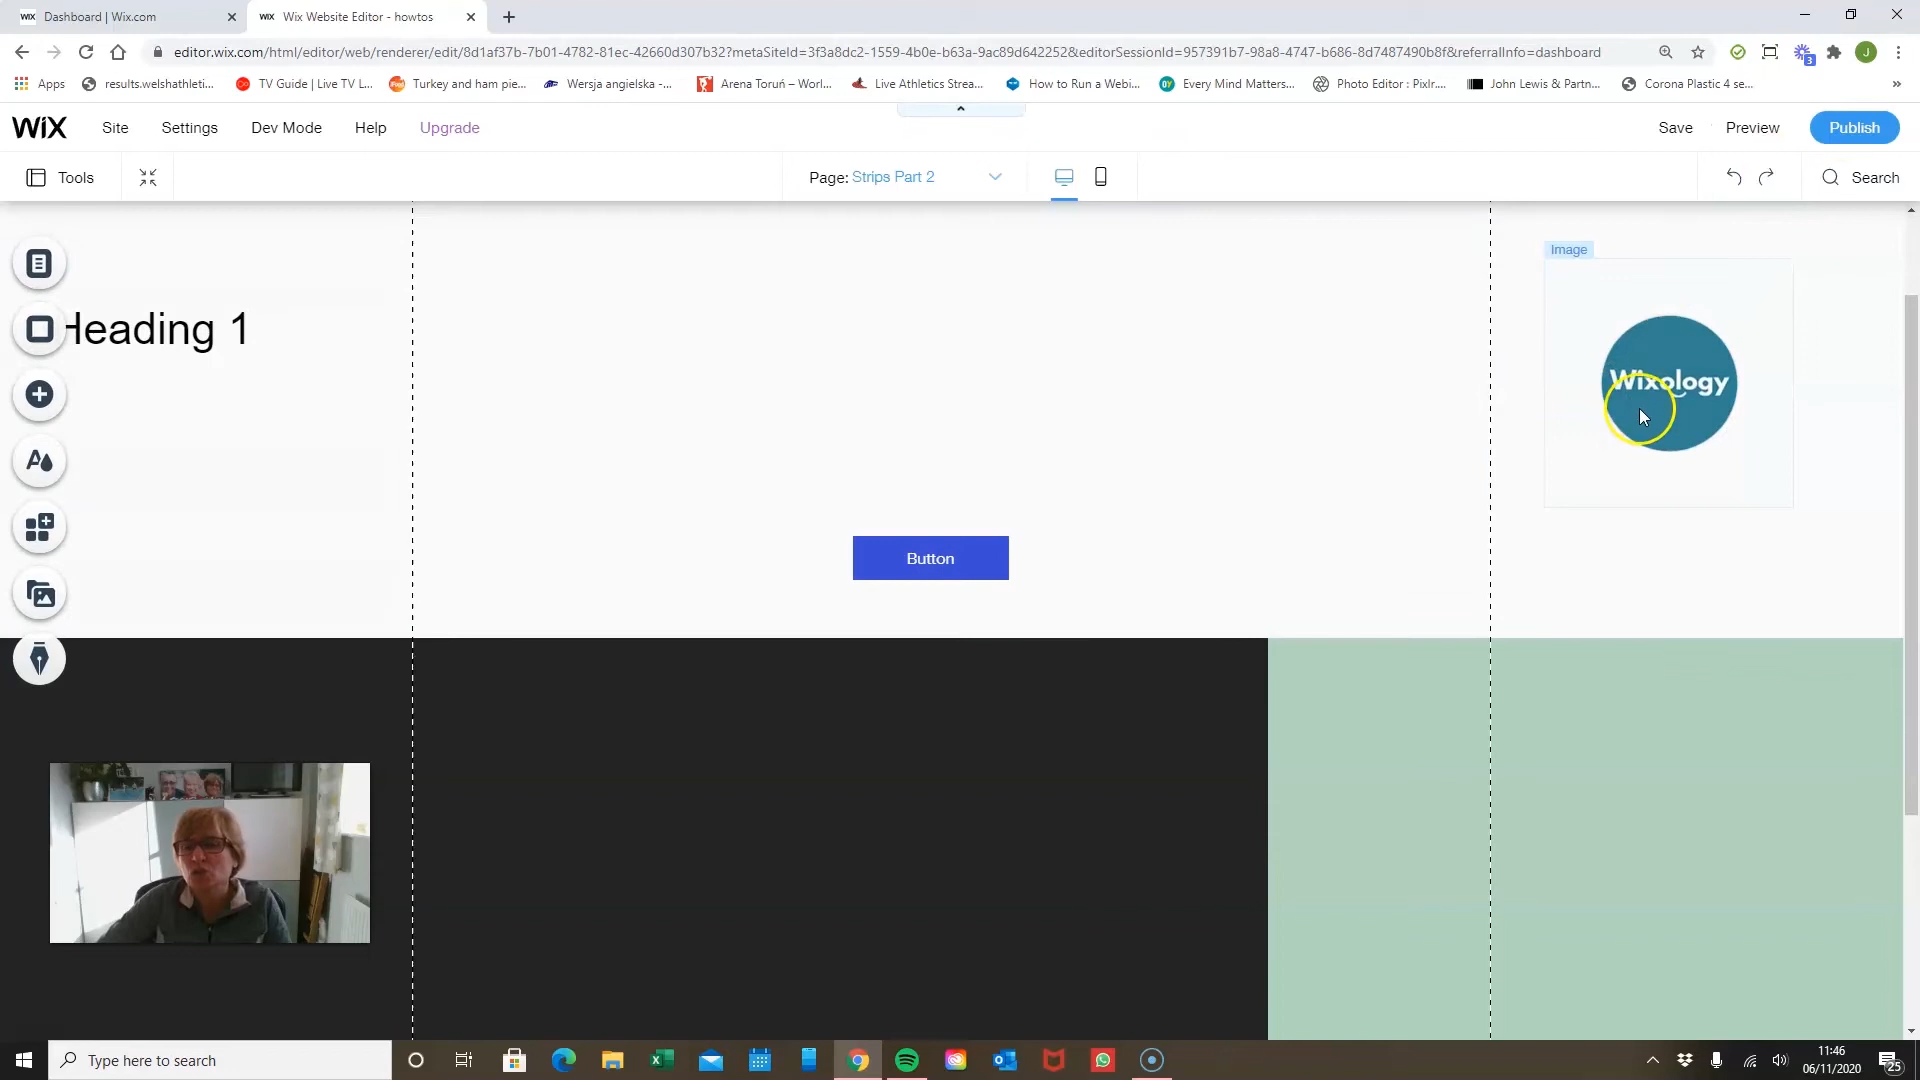 WIX Dashboard | Wix.com
WIX Wix Website Editor - howtos
editor.wix.com/html/editor/web/renderer/edit/8d1af37b-7b01-4782-81ec-42660d307b32?metaSiteId=3f3a8dc2-1559-4b0e-b63a-9ac89d642252&editorSessionId=957391b7-98a8-4747-b686-8d7487490b8f&referralInfo=dashboard
3
J
Apps results.welshathleti... TV Guide | Live TV L... Turkey and ham pie... Wersja angielska -... Arena Toruń – Worl... Live Athletics Strea... How to Run a Webi... Every Mind Matters... Photo Editor : Pixlr.... John Lewis & Partn... Corona Plastic 4 se... »
WiX Site Settings Dev Mode Help Upgrade Save Preview Publish
Tools Page: Strips Part 2 Search
Image
Heading 1
Wixology
Button
Type here to search
11:46
06/11/2020
25